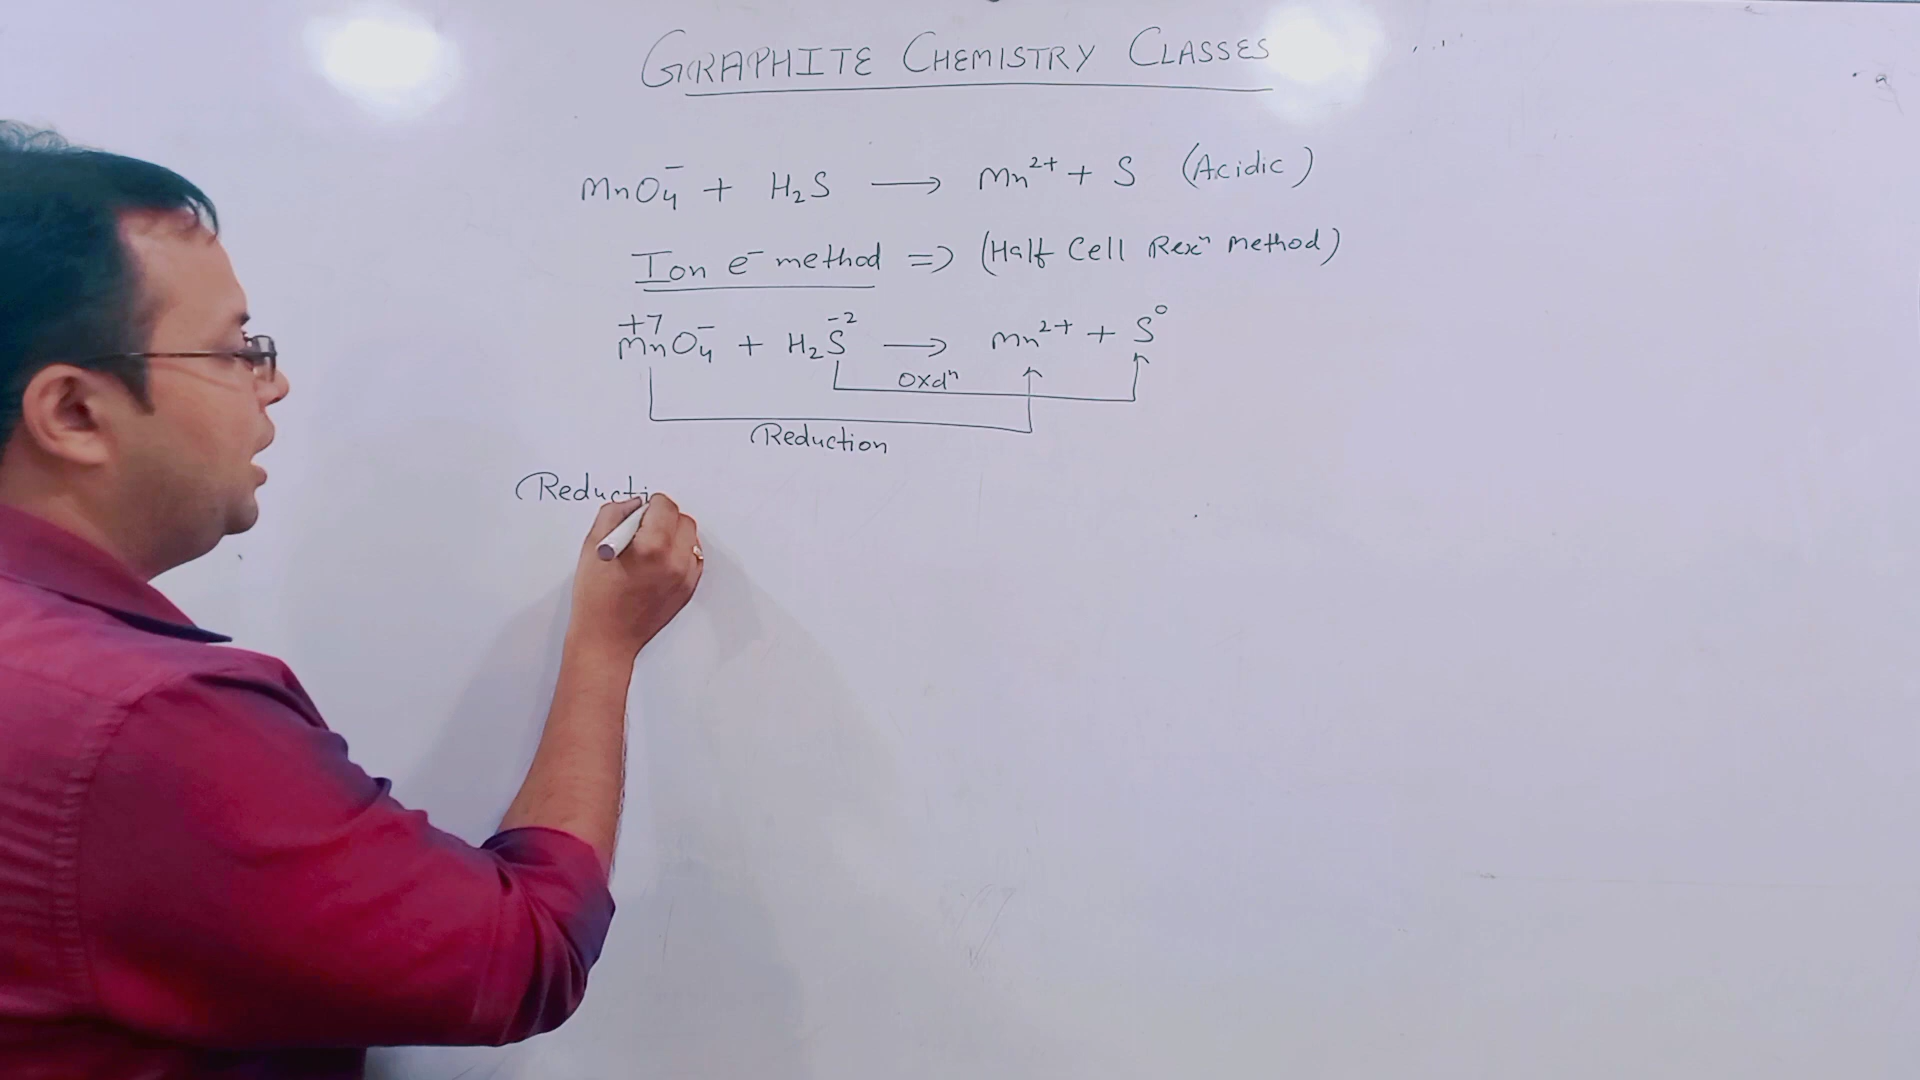 GRAPHITE CHEMISTRY CLASSES
MnO₄⁻ + H₂S ⟶ Mn²⁺ + S (Acidic)
Ion e⁻ method => (Half Cell Rexⁿ Method)
+7 -2
MnO₄⁻ + H₂S ⟶ Mn²⁺ + S⁰
Oxdⁿ
Reduction
Reducti